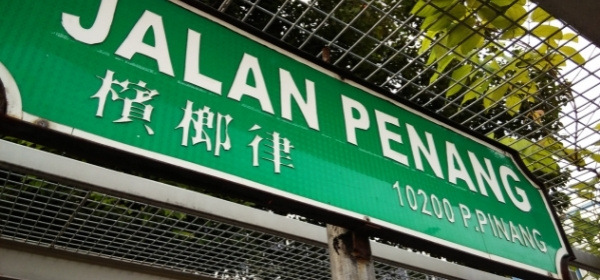 JALAN PENANG
檳榔律
10200 P.PINANG